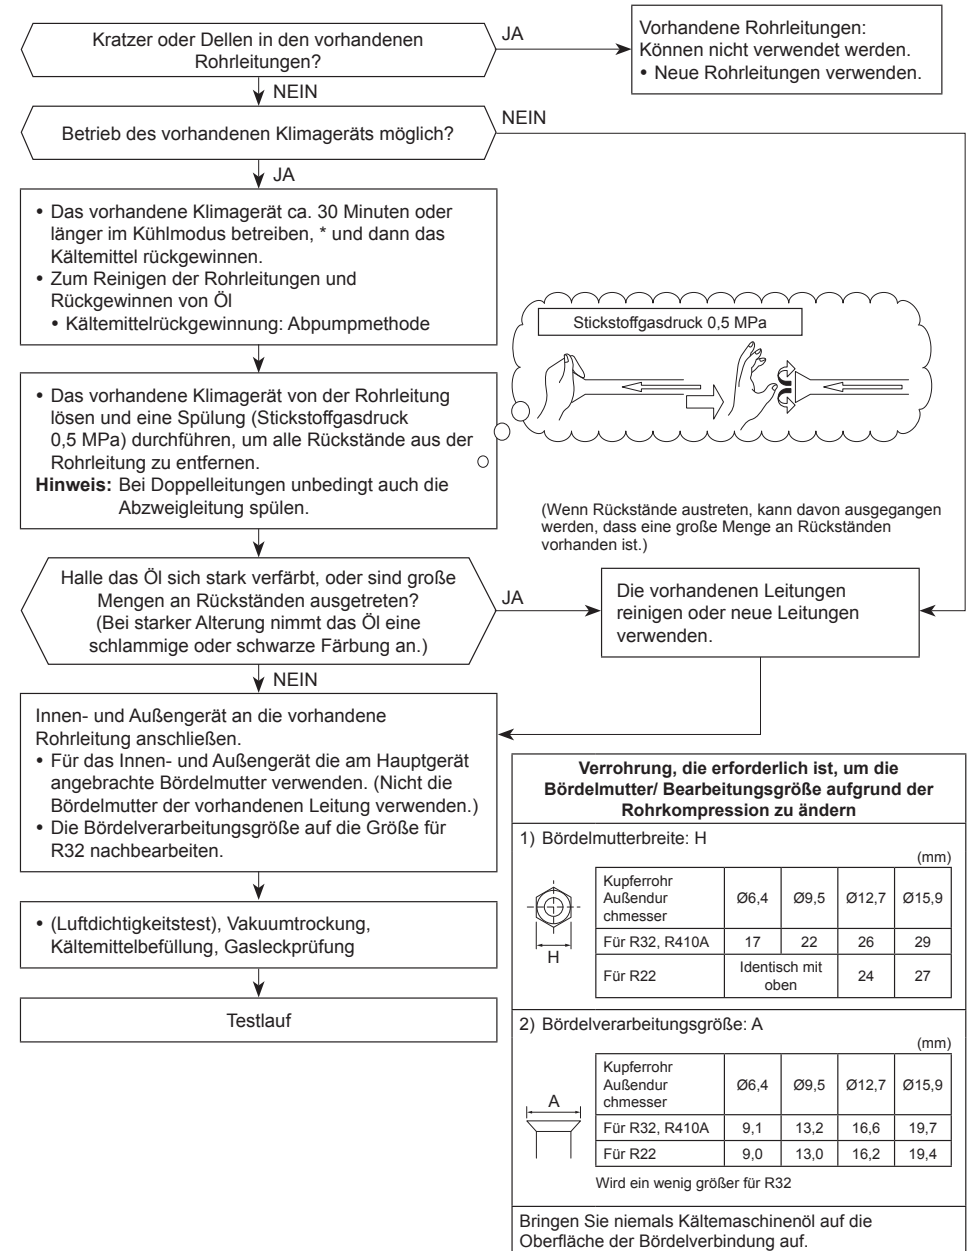 Kratzer oder Dellen in den vorhandenen
Rohrleitungen?
JA
Vorhandene Rohrleitungen:
Können nicht verwendet werden.
• Neue Rohrleitungen verwenden.
NEIN
Betrieb des vorhandenen Klimageräts möglich?
NEIN
JA
• Das vorhandene Klimagerät ca. 30 Minuten oder
länger im Kühlmodus betreiben, * und dann das
Kältemittel rückgewinnen.
• Zum Reinigen der Rohrleitungen und
Rückgewinnen von Öl
• Kältemittelrückgewinnung: Abpumpmethode
Stickstoffgasdruck 0,5 MPa
• Das vorhandene Klimagerät von der Rohrleitung
lösen und eine Spülung (Stickstoffgasdruck
0,5 MPa) durchführen, um alle Rückstände aus der
Rohrleitung zu entfernen.
Hinweis: Bei Doppelleitungen unbedingt auch die
Abzweigleitung spülen.
(Wenn Rückstände austreten, kann davon ausgegangen
werden, dass eine große Menge an Rückständen
vorhanden ist.)
Halle das Öl sich stark verfärbt, oder sind große
Mengen an Rückständen ausgetreten?
(Bei starker Alterung nimmt das Öl eine
schlammige oder schwarze Färbung an.)
JA
Die vorhandenen Leitungen
reinigen oder neue Leitungen
verwenden.
NEIN
Innen- und Außengerät an die vorhandene
Rohrleitung anschließen.
• Für das Innen- und Außengerät die am Hauptgerät
angebrachte Bördelmutter verwenden. (Nicht die
Bördelmutter der vorhandenen Leitung verwenden.)
• Die Bördelverarbeitungsgröße auf die Größe für
R32 nachbearbeiten.
• (Luftdichtigkeitstest), Vakuumtrockung,
Kältemittelbefüllung, Gasleckprüfung
Testlauf
Verrohrung, die erforderlich ist, um die
Bördelmutter/ Bearbeitungsgröße aufgrund der
Rohrkompression zu ändern
1) Bördelmutterbreite: H
(mm)
H
Kupferrohr
Außendur
chmesser
Ø6,4 Ø9,5 Ø12,7 Ø15,9
Für R32, R410A 17 22 26 29
Für R22 Identisch mit
oben 24 27
2) Bördelverarbeitungsgröße: A
(mm)
A
Kupferrohr
Außendur
chmesser
Ø6,4 Ø9,5 Ø12,7 Ø15,9
Für R32, R410A 9,1 13,2 16,6 19,7
Für R22 9,0 13,0 16,2 19,4
Wird ein wenig größer für R32
Bringen Sie niemals Kältemaschinenöl auf die
Oberfläche der Bördelverbindung auf.